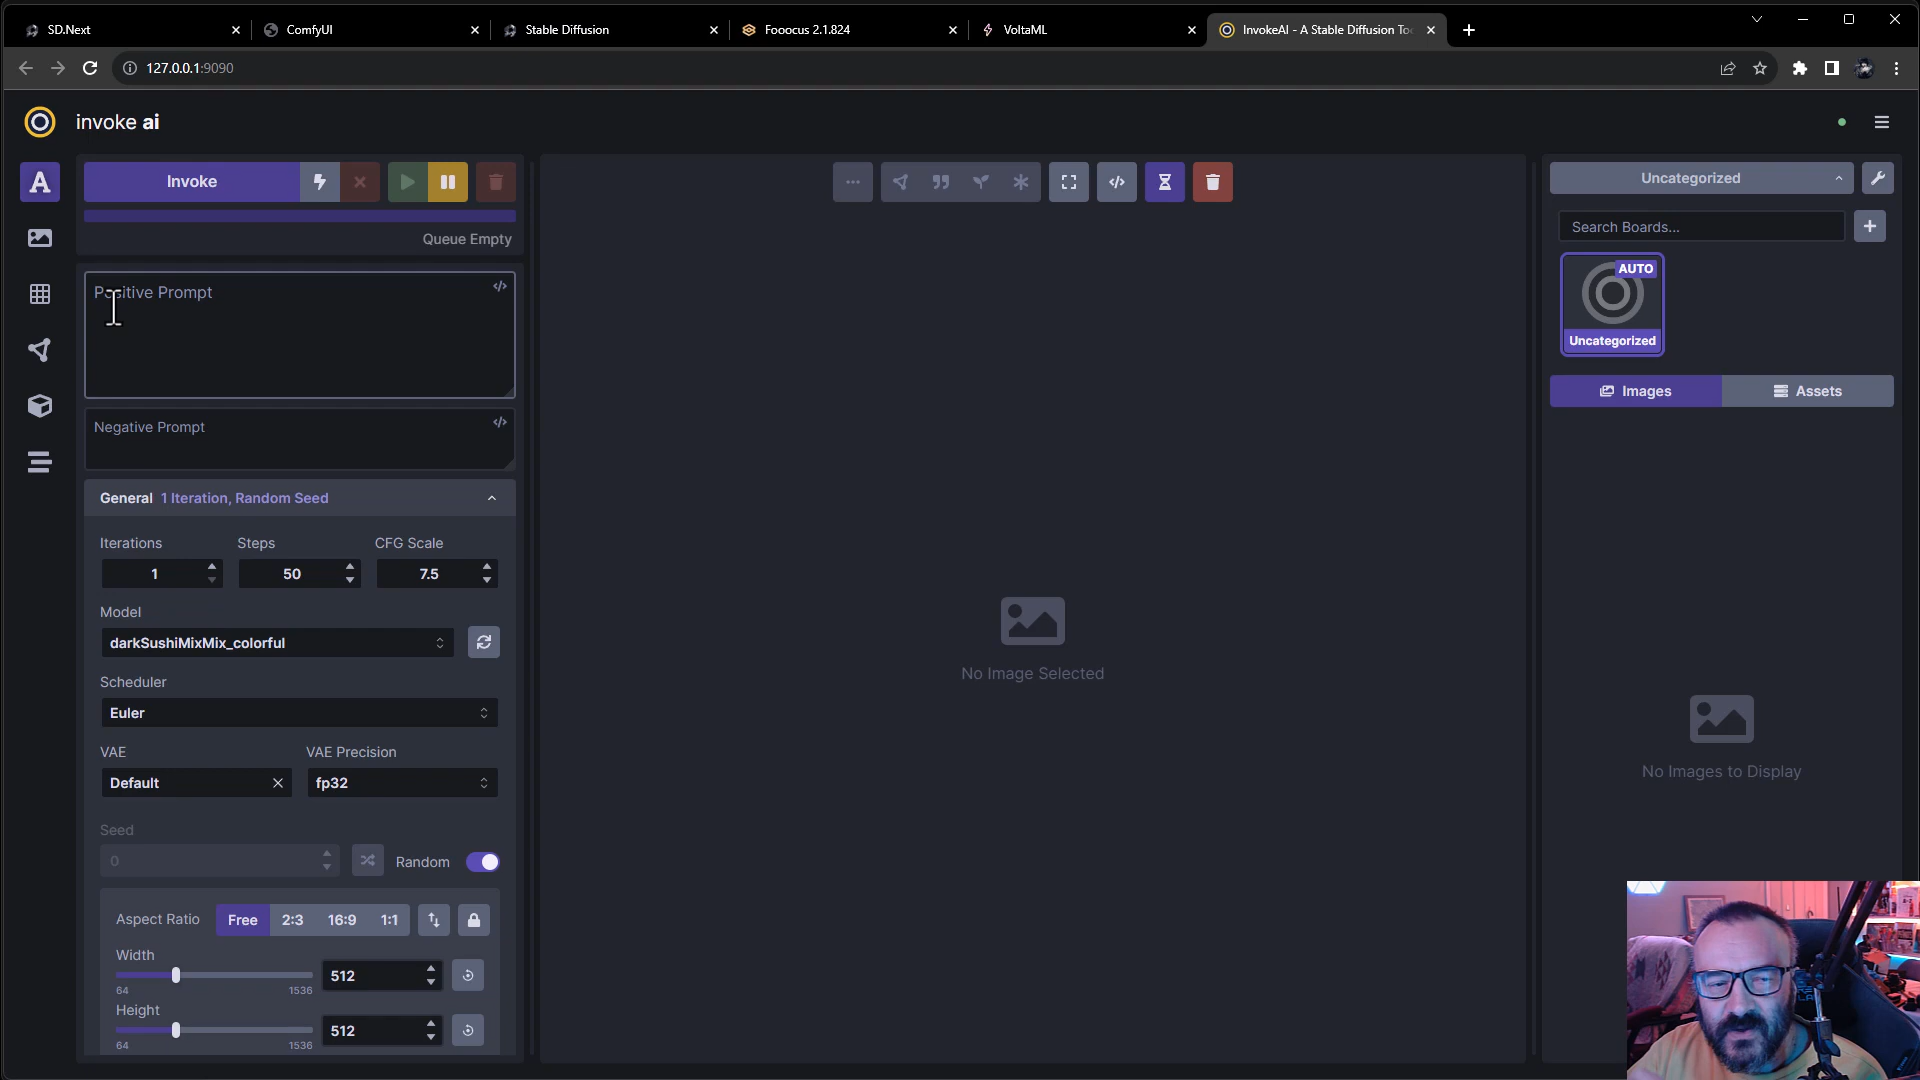 SD.Next
ComfyUI
Stable Diffusion
Fooocus 2.1.824
VoltaML
InvokeAI - A Stable Diffusion To
127.0.0.1:9090
invoke ai
A
Invoke
Queue Empty
Positive Prompt
Negative Prompt
General 1 Iteration, Random Seed
Iterations Steps CFG Scale
1 50 7.5
Model
darkSushiMixMix_colorful
Scheduler
Euler
VAE VAE Precision
Default fp32
Seed
0 Random
Aspect Ratio Free 2:3 16:9 1:1
Width
512
64 1536
Height
512
64 1536
No Image Selected
Uncategorized
Search Boards...
AUTO
Uncategorized
Images Assets
No Images to Display